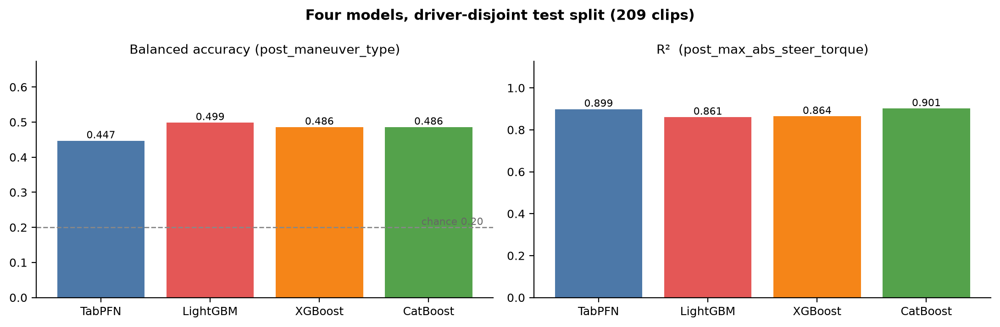 Four models, driver-disjoint test split (209 clips)
Balanced accuracy (post_maneuver_type)
0.6
0.5
0.4
0.3
0.2
0.1
0.0
0.447
0.499
0.486
0.486
chance 0.20
TabPFN
LightGBM
XGBoost
CatBoost
R² (post_max_abs_steer_torque)
1.0
0.8
0.6
0.4
0.2
0.0
0.899
0.861
0.864
0.901
TabPFN
LightGBM
XGBoost
CatBoost